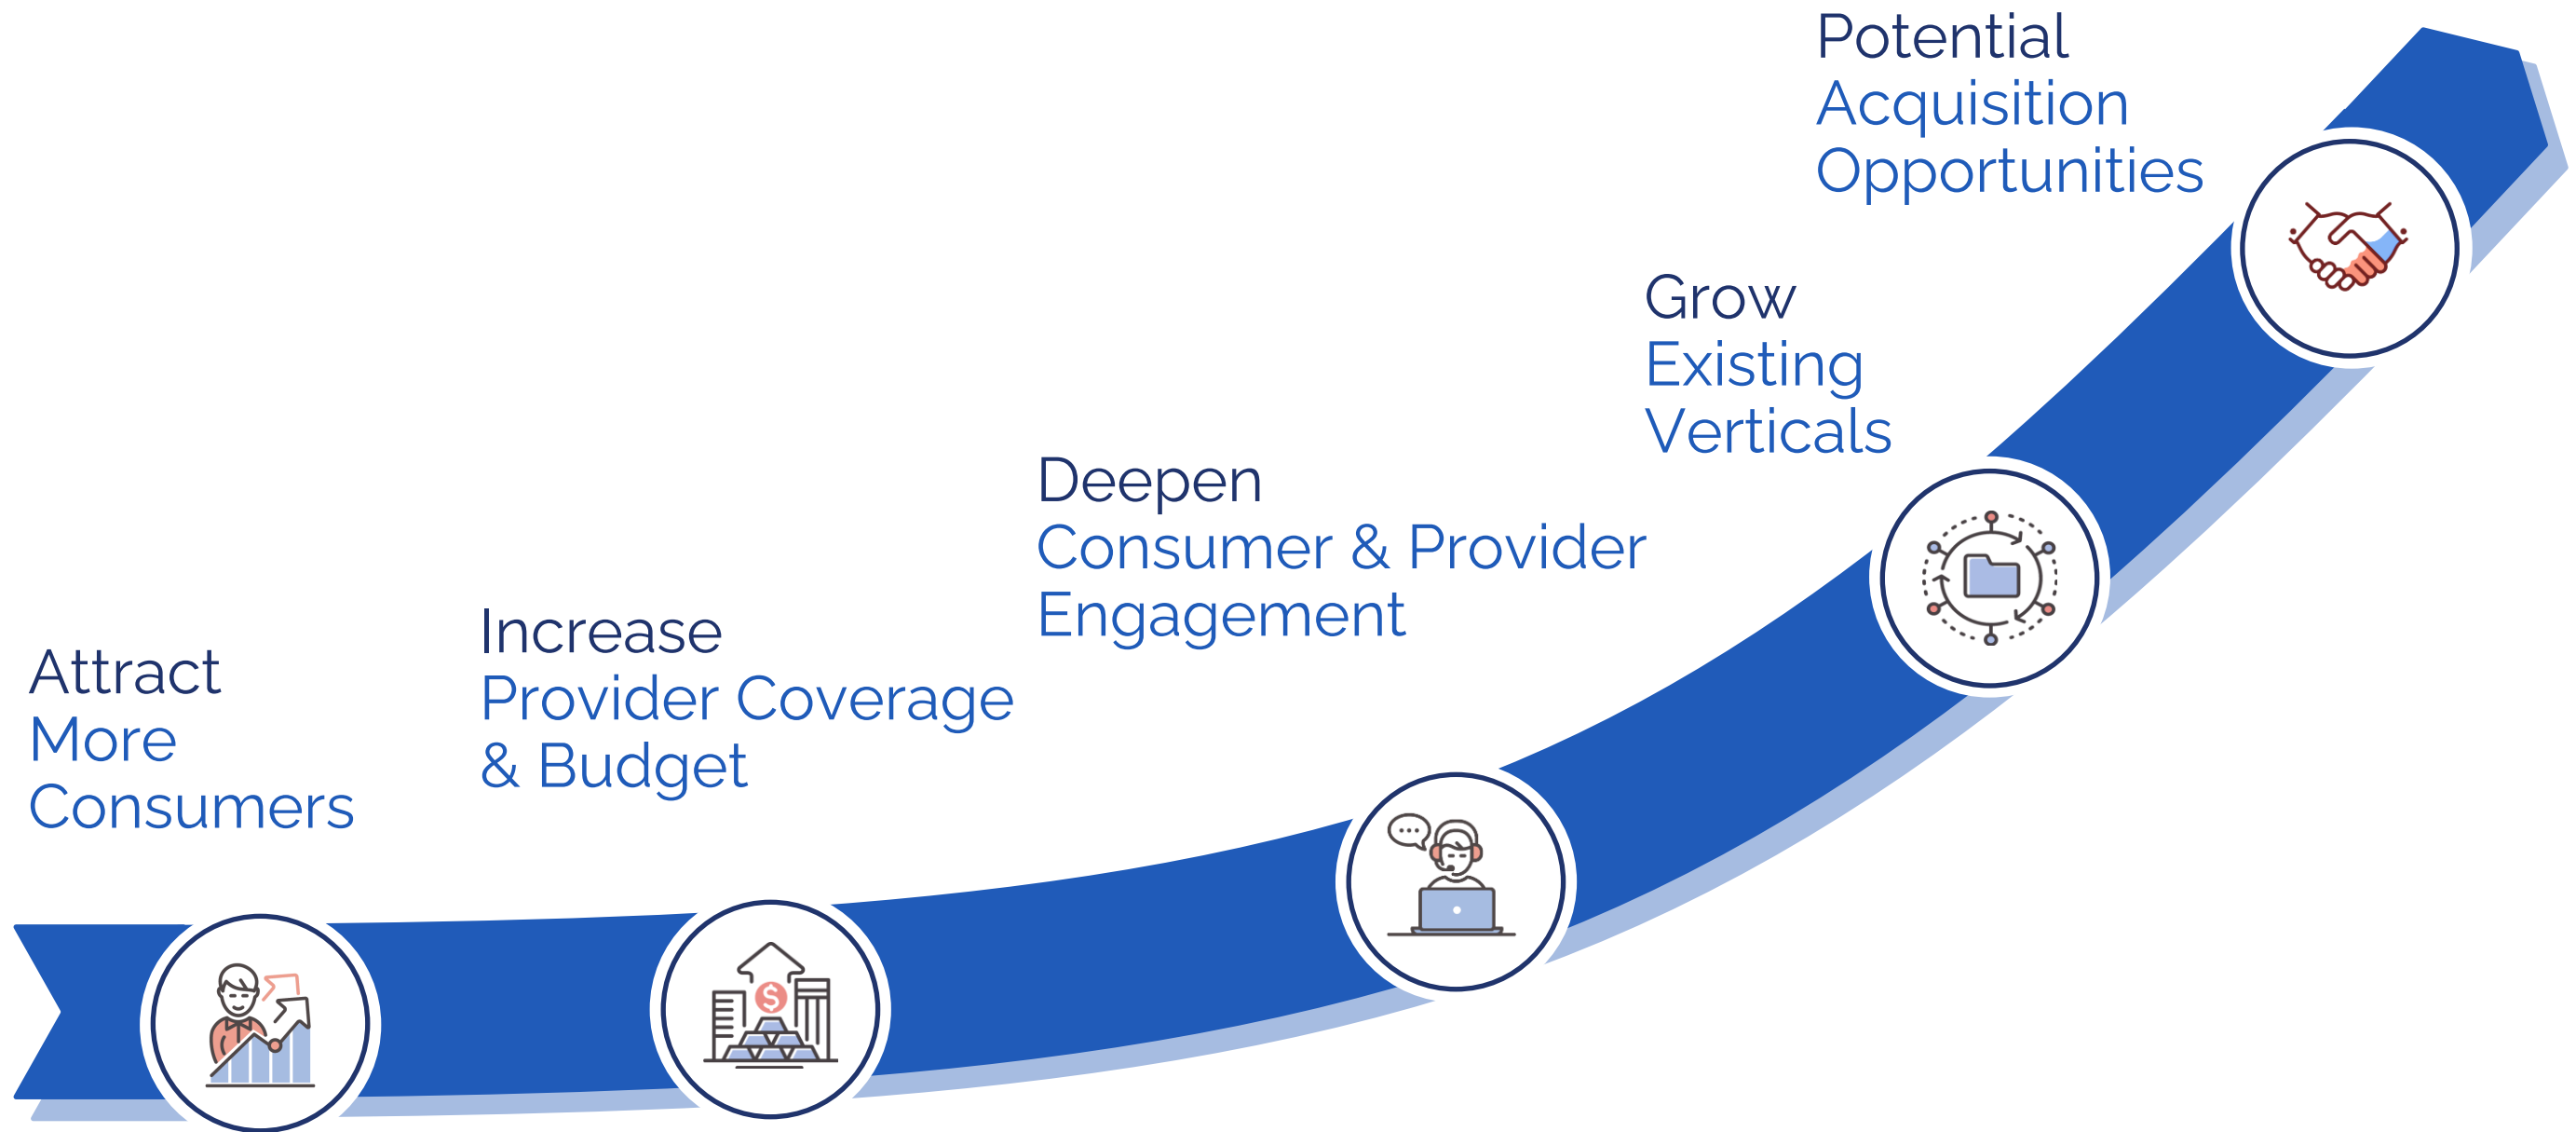 Attract
More
Consumers
Increase
Provider Coverage
& Budget
Deepen
Consumer & Provider
Engagement
Grow
Existing
Verticals
Potential
Acquisition
Opportunities
$